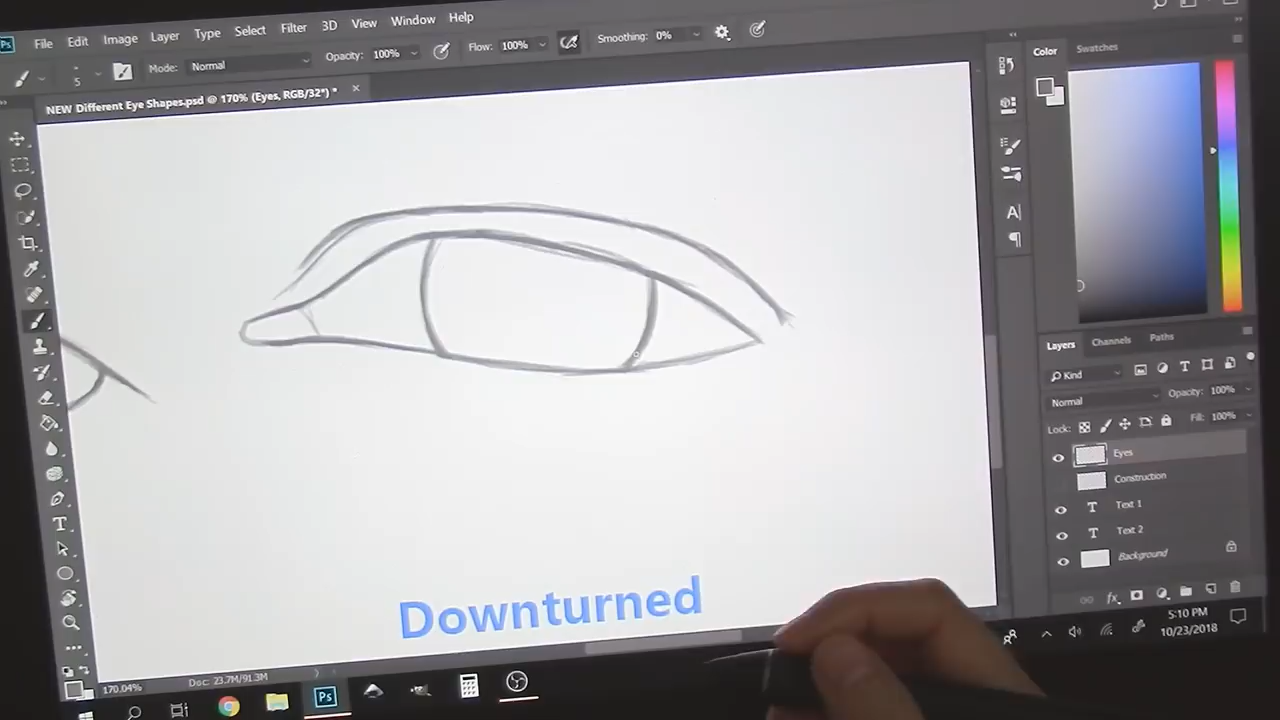 Ps File Edit Image Layer Type Select Filter 3D View Window Help
5 Mode: Normal Opacity: 100% Flow: 100% Smoothing: 0%
NEW Different Eye Shapes.psd @ 170% (Eyes, RGB/32*) *
Color Swatches
Layers Channels Paths
Kind
Normal Opacity: 100%
Lock: Fill: 100%
Eyes
Construction
Text 1
Text 2
Background
Downturned
170.04% Doc: 23.7M/91.3M
Ps
5:10 PM
10/23/2018